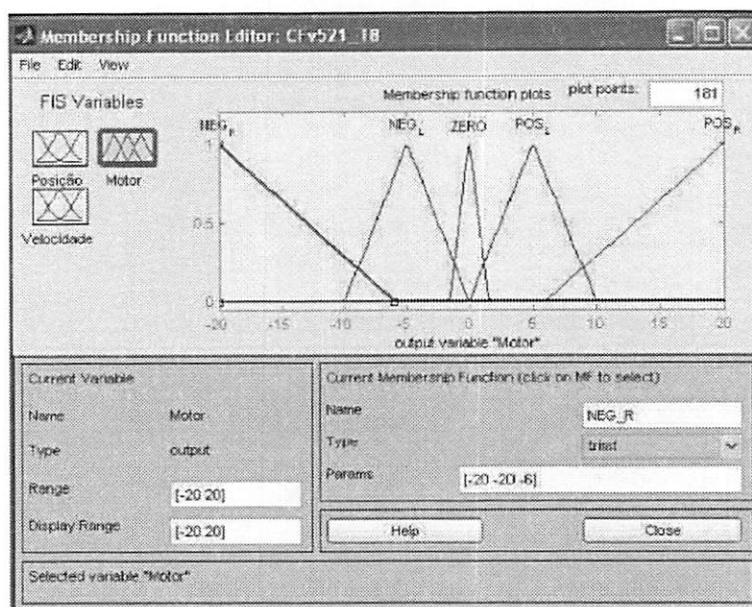 Membership Function Editor: CFv521_T8
File Edit View
FIS Variables
Membership function plots plot points: 181
NEG_R NEG_L ZERO POS_L POS_R
Posição Motor
Velocidade
1
0.5
0
-20 -15 -10 -5 0 5 10 15 20
output variable "Motor"
Current Variable
Name Motor
Type output
Range [-20 20]
Display Range [-20 20]
Current Membership Function (click on MF to select)
Name NEG_R
Type trimf
Params [-20 -20 -6]
Help Close
Selected variable "Motor"